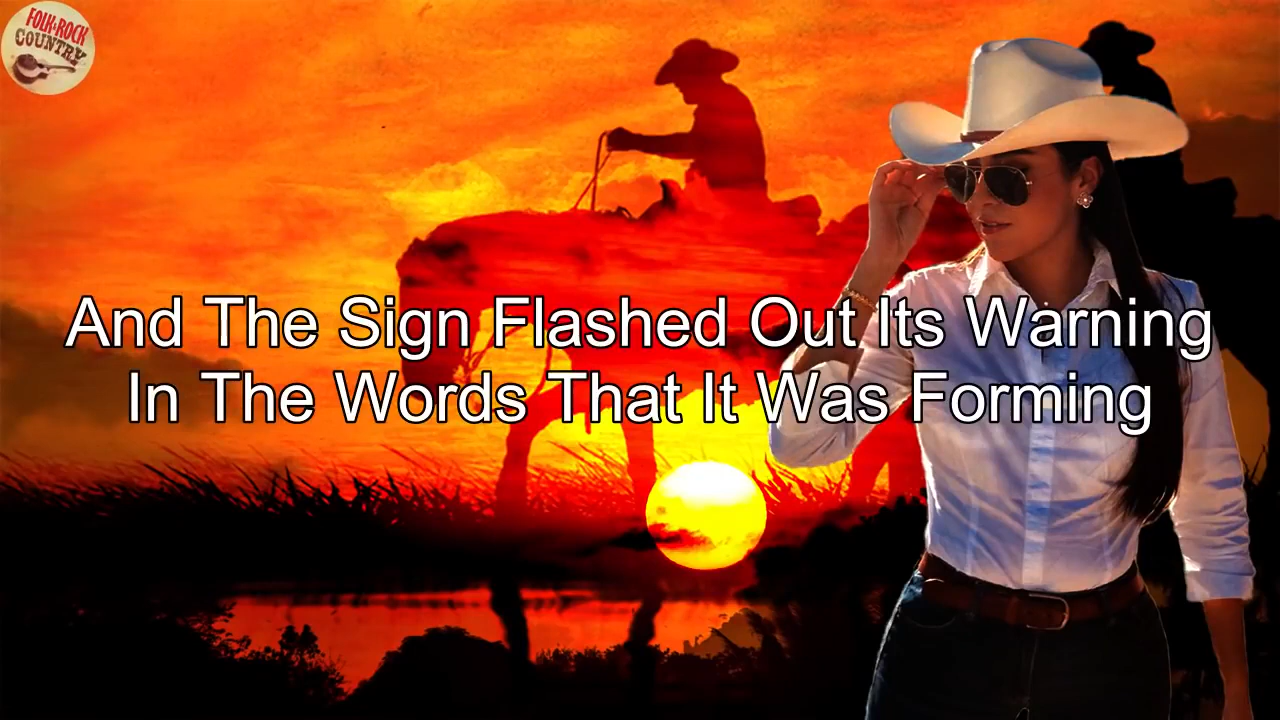 FOLK & ROCK
COUNTRY
And The Sign Flashed Out Its Warning
In The Words That It Was Forming